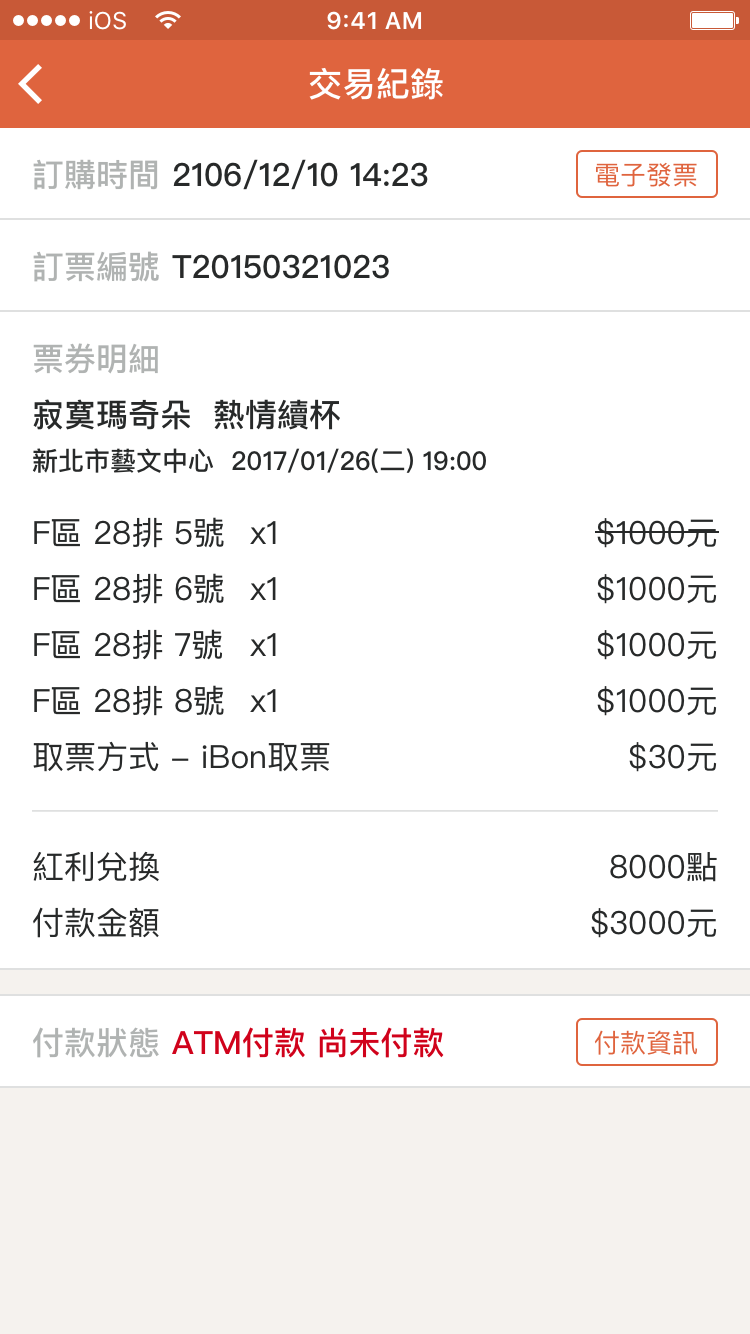 iOS 9:41 AM
交易紀錄
訂購時間 2106/12/10 14:23 電子發票
訂票編號 T20150321023
票券明細
寂寞瑪奇朵 熱情續杯
新北市藝文中心 2017/01/26(二) 19:00
F區 28排 5號 x1 $1000元
F區 28排 6號 x1 $1000元
F區 28排 7號 x1 $1000元
F區 28排 8號 x1 $1000元
取票方式 – iBon取票 $30元
紅利兌換 8000點
付款金額 $3000元
付款狀態 ATM付款 尚未付款 付款資訊